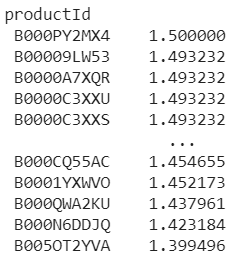 productId
B000PY2MX4 1.500000
B00009LW53 1.493232
B0000A7XQR 1.493232
B0000C3XXU 1.493232
B0000C3XXS 1.493232
...
B000CQ55AC 1.454655
B0001YXWVO 1.452173
B000QWA2KU 1.437961
B000N6DDJQ 1.423184
B005OT2YVA 1.399496